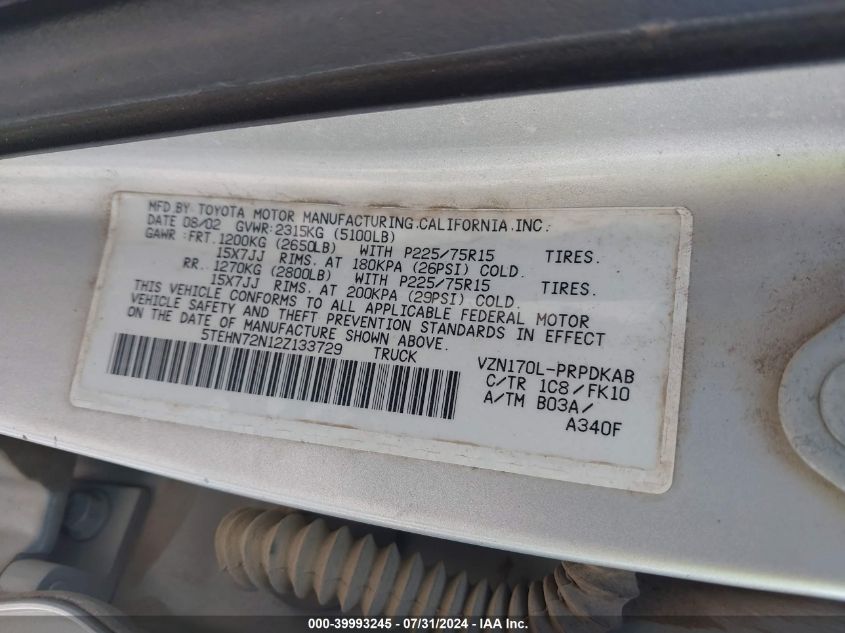 MFD BY TOYOTA MOTOR MANUFACTURING,CALIFORNIA,INC.
DATE 08/02 GVWR:2315KG (5100LB)
GAWR:FRT.1200KG (2650LB) WITH P225/75R15 TIRES.
15X7JJ RIMS. AT 180KPA (26PSI) COLD.
RR. 1270KG (2800LB) WITH P225/75R15 TIRES.
15X7JJ RIMS. AT 200KPA (29PSI) COLD.
THIS VEHICLE CONFORMS TO ALL APPLICABLE FEDERAL MOTOR
VEHICLE SAFETY AND THEFT PREVENTION STANDARDS IN EFFECT
ON THE DATE OF MANUFACTURE SHOWN ABOVE.
5TEHN72N12Z133729 TRUCK
VZN170L-PRPDKAB
C/TR 1C8/FK10
A/TM B03A/
A340F
000-39993245 - 07/31/2024 - IAA Inc.